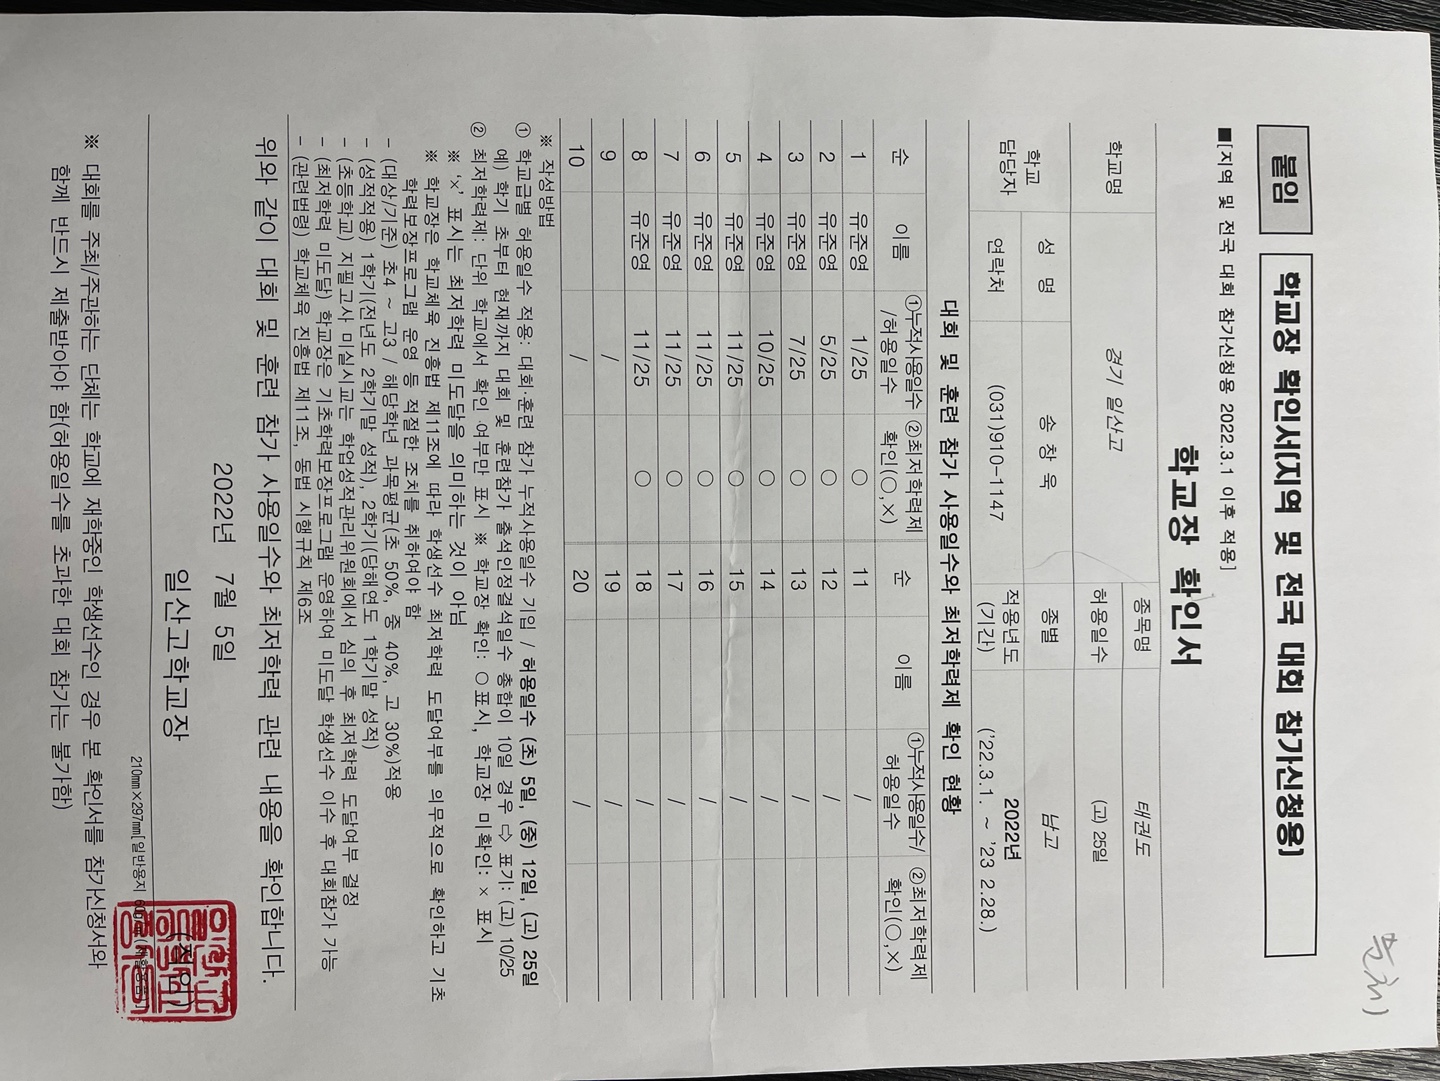 준채)
붙임 학교장 확인서(지역 및 전국 대회 참가신청용)
■[지역 및 전국 대회 참가신청용 2022.3.1 이후 적용]
학교장 확인서
학교명 경기 일산고 종목명 태권도
허용일수 (고) 25일
학교 담당자 성 명 송창욱 종별 남고
연락처 (031)910-1147 적용년도 (기간) 2022년 ('22.3.1. ~ '23 2.28.)
대회 및 훈련 참가 사용일수와 최저학력제 확인 현황
순 이름 ①누적사용일수/허용일수 ②최저학력제 확인(○,×) 순 이름 ①누적사용일수/허용일수 ②최저학력제 확인(○,×)
1 유준영 1/25 ○ 11 /
2 유준영 5/25 ○ 12 /
3 유준영 7/25 ○ 13 /
4 유준영 10/25 ○ 14 /
5 유준영 11/25 ○ 15 /
6 유준영 11/25 ○ 16 /
7 유준영 11/25 ○ 17 /
8 유준영 11/25 ○ 18 /
9 / 19 /
10 / 20 /
※ 작성방법
① 학교급별 허용일수 적용: 대회·훈련 참가 누적사용일수 기입 / 허용일수 (초) 5일, (중) 12일, (고) 25일
예) 학기 초부터 현재까지 대회 및 훈련참가 출석인정결석일수 총합이 10일 경우 ⇨ 표기: (고) 10/25
② 최저학력제: 단위 학교에서 확인 여부만 표시 ※ 학교장 확인: ○ 표시, 학교장 미확인: × 표시
※ '×' 표시는 최저학력 미도달을 의미하는 것이 아님
※ 학교장은 학교체육 진흥법 제11조에 따라 학생선수 최저학력 도달여부를 의무적으로 확인하고 기초
학력보장프로그램 운영 등 적절한 조치를 취하여야 함
- (대상/기준) 초4 ~ 고3 / 해당학년 과목평균(초 50%, 중 40%, 고 30%)적용
- (성적적용) 1학기(전년도 2학기말 성적), 2학기(당해연도 1학기말 성적)
- (초등학교) 지필고사 미실시교는 학업성적관리위원회에서 심의 후 최저학력 도달여부 결정
- (최저학력 미도달) 학교장은 기초학력보장프로그램 운영하여 미도달 학생선수 이수 후 대회참가 가능
- (관련법령) 학교체육 진흥법 제11조, 동법 시행규칙 제6조
위와 같이 대회 및 훈련 참가 사용일수와 최저학력 관련 내용을 확인합니다.
2022년 7월 5일
일산고학교장 (직인)
210mm×297mm[일반용지 60g/㎡(재활용품)]
※ 대회를 주최/주관하는 단체는 학교에 재학중인 학생선수인 경우 본 확인서를 참가신청서와
함께 반드시 제출받아야 함(허용일수를 초과한 대회 참가는 불가함)